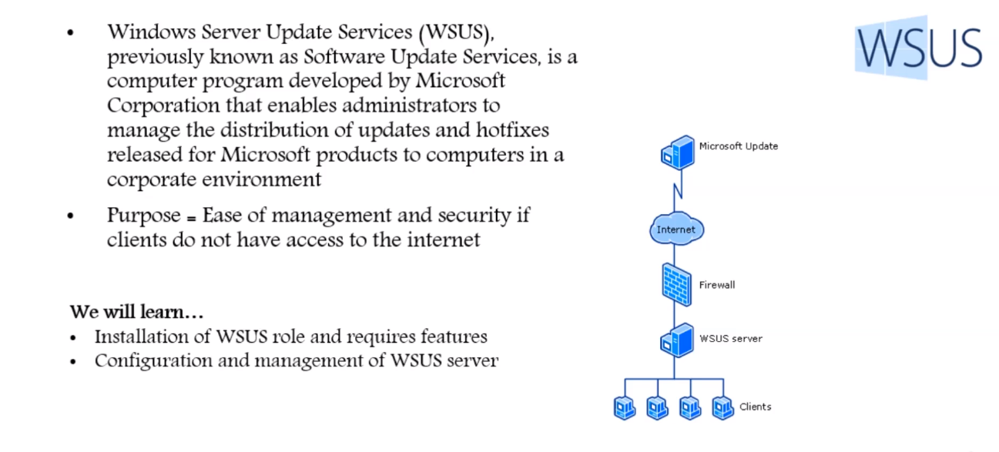 • Windows Server Update Services (WSUS),
previously known as Software Update Services, is a
computer program developed by Microsoft
Corporation that enables administrators to
manage the distribution of updates and hotfixes
released for Microsoft products to computers in a
corporate environment
• Purpose = Ease of management and security if
clients do not have access to the internet
We will learn...
• Installation of WSUS role and requires features
• Configuration and management of WSUS server
WSUS
Microsoft Update
Internet
Firewall
WSUS server
Clients